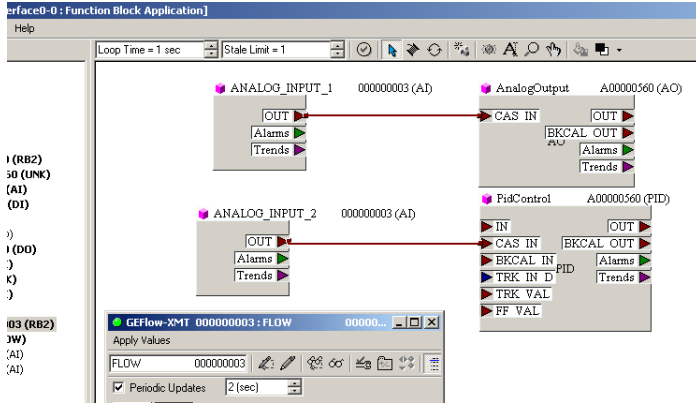 erface0-0 : Function Block Application]
Help
Loop Time = 1 sec
Stale Limit = 1
ANALOG_INPUT_1 000000003 (AI)
OUT
Alarms
Trends
AnalogOutput A00000560 (AO)
CAS IN OUT
BKCAL OUT
AO
Alarms
Trends
) (RB2)
60 (UNK)
(AI)
(DI)
)
) (DO)
:)
K)
:)
003 (RB2)
OW)
(AI)
(AI)
ANALOG_INPUT_2 000000003 (AI)
OUT
Alarms
Trends
PidControl A00000560 (PID)
IN OUT
CAS IN BKCAL OUT
BKCAL IN Alarms
PID
TRK IN D Trends
TRK VAL
FF VAL
GEFlow-XMT 000000003 : FLOW 00000...
Apply Values
FLOW 000000003
Periodic Updates 2 (sec)